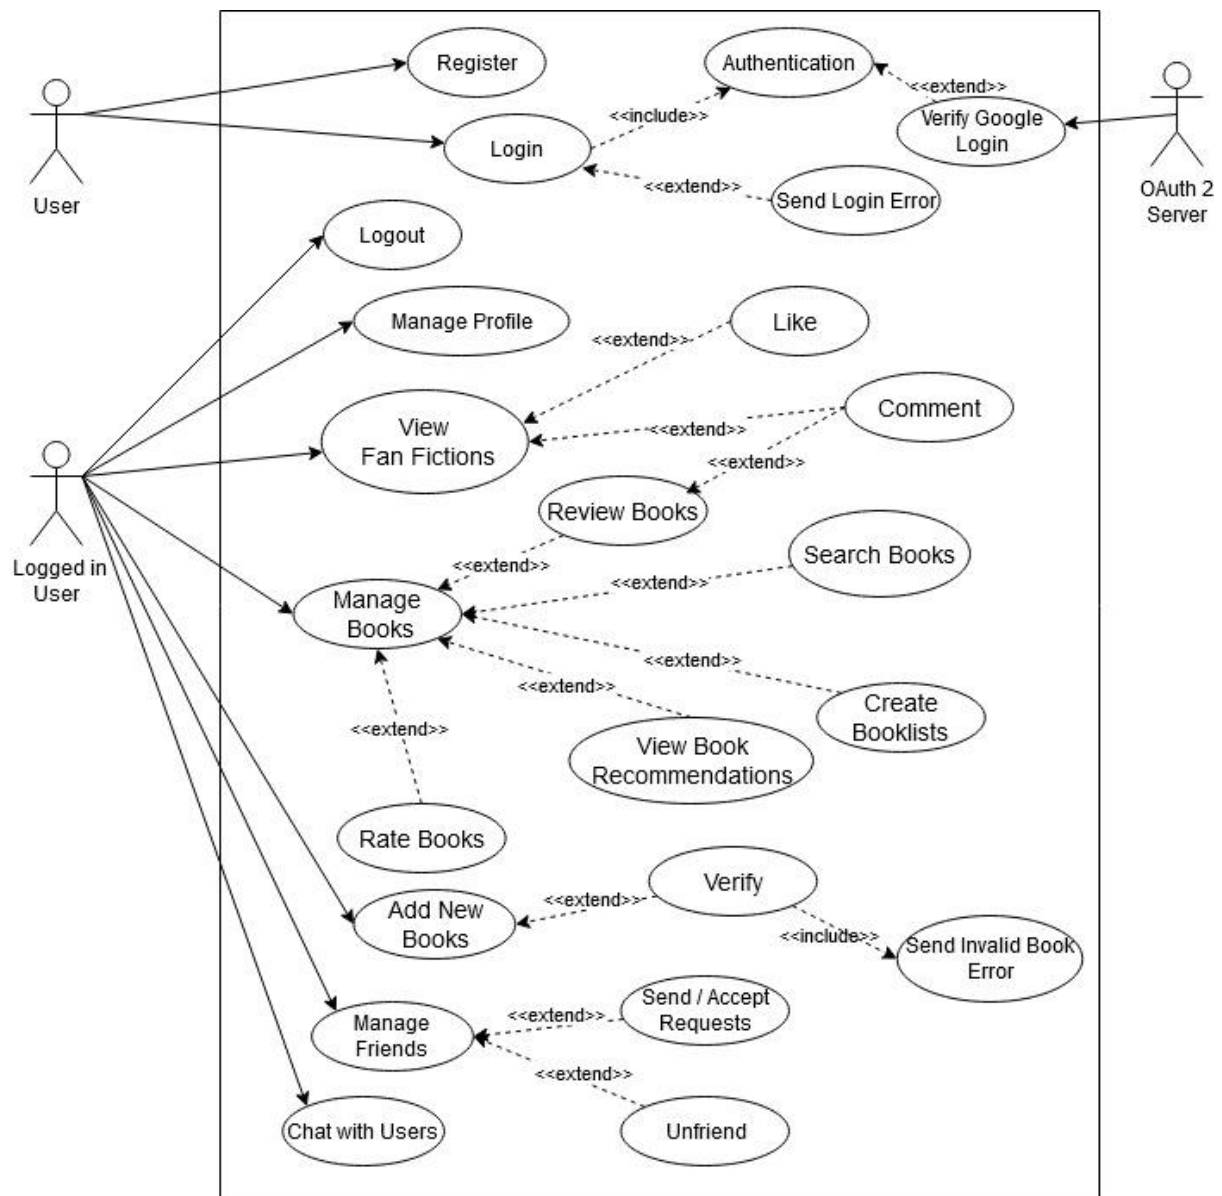 Register
Authentication
<<extend>>
<<include>>
Verify Google
Login
Login
User
<<extend>>
Send Login Error
OAuth 2
Server
Logout
Manage Profile
Like
<<extend>>
View
Fan Fictions
Comment
<<extend>>
<<extend>>
Review Books
Search Books
Logged in
User
<<extend>>
<<extend>>
Manage
Books
<<extend>>
<<extend>>
Create
Booklists
<<extend>>
View Book
Recommendations
Rate Books
Verify
<<extend>>
Add New
Books
<<include>>
Send Invalid Book
Error
Send / Accept
Requests
<<extend>>
Manage
Friends
<<extend>>
Chat with Users
Unfriend